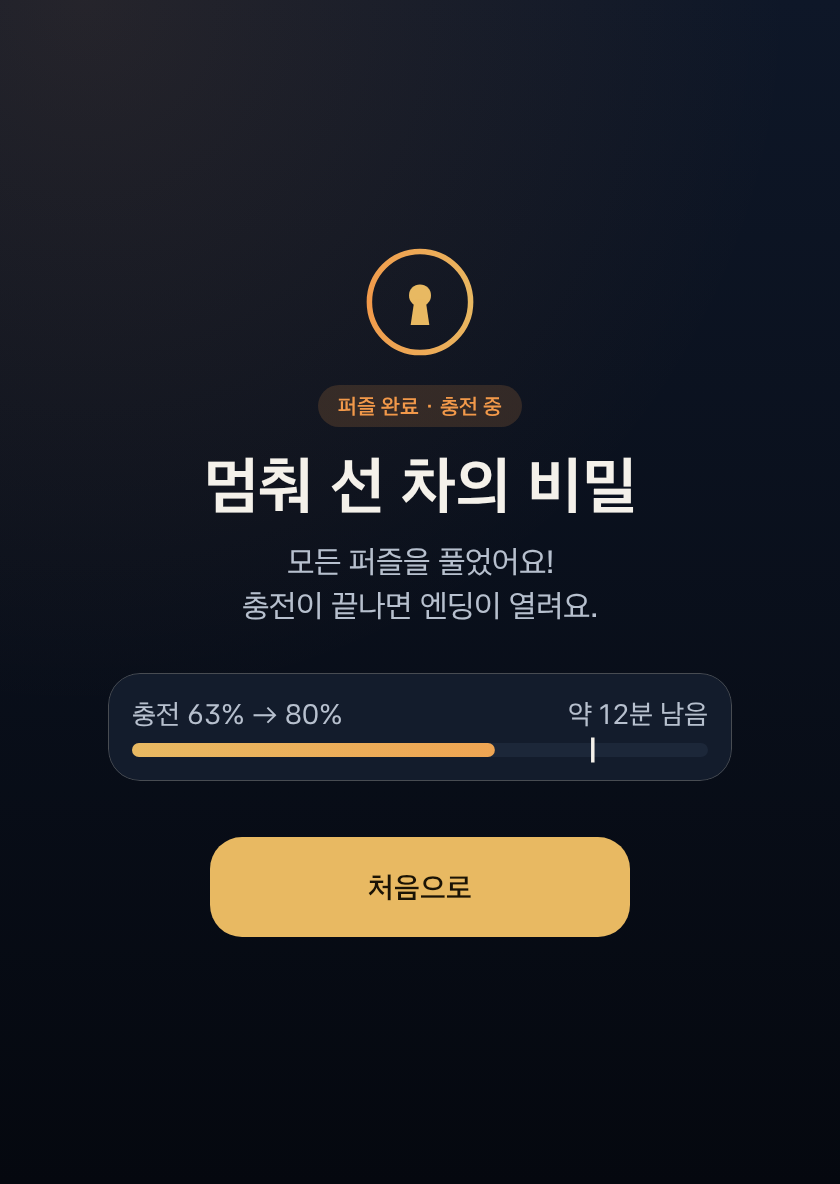 퍼즐 완료 · 충전 중
멈춰 선 차의 비밀
모든 퍼즐을 풀었어요!
충전이 끝나면 엔딩이 열려요.
충전 63% → 80% 약 12분 남음
처음으로